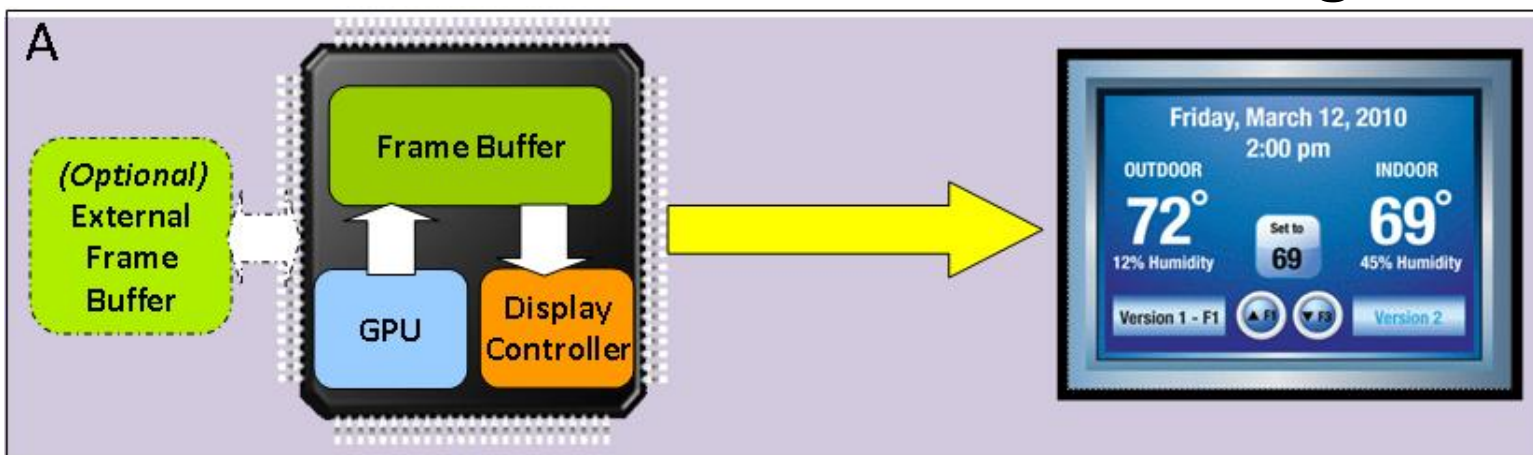 A
(Optional)
External
Frame
Buffer
Frame Buffer
GPU
Display
Controller
Friday, March 12, 2010
2:00 pm
OUTDOOR
INDOOR
72°
69°
Set to
69
12% Humidity
45% Humidity
Version 1 - F1
▲ F1
▼ F3
Version 2